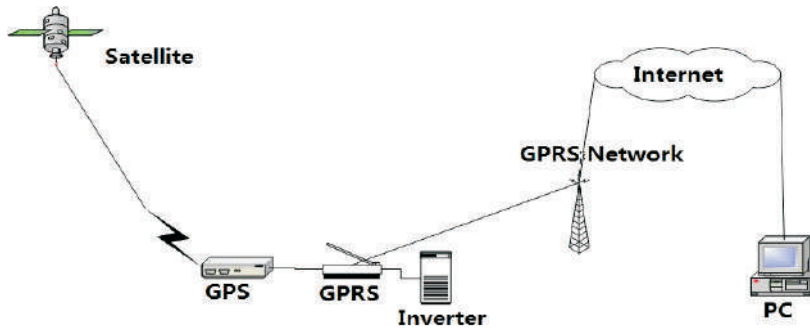 Satellite
Internet
GPRS Network
GPS
GPRS
Inverter
PC